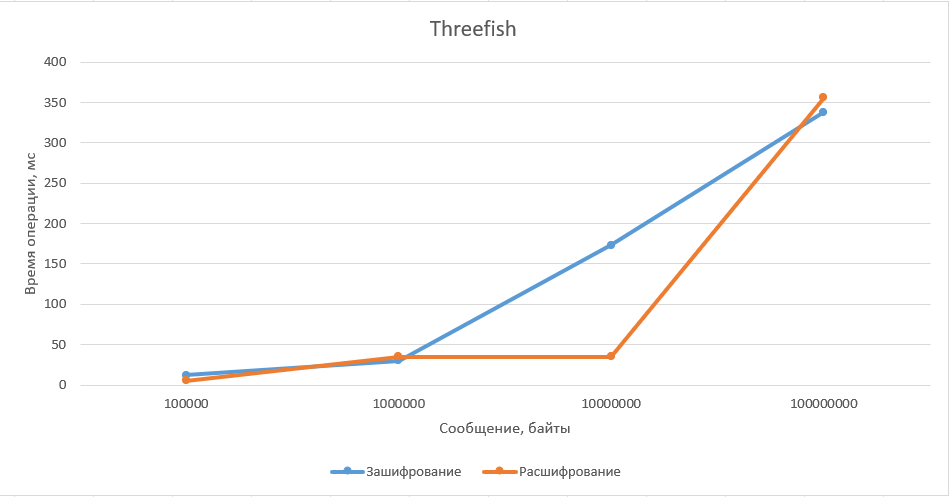 Threefish
400
350
300
250
200
150
100
50
0
Время операции, мс
100000
1000000
10000000
100000000
Сообщение, байты
Зашифрование
Расшифрование